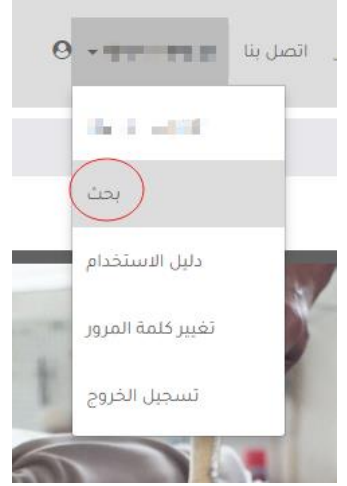 اتصل بنا
بحث
دليل الاستخدام
تغيير كلمة المرور
تسجيل الخروج